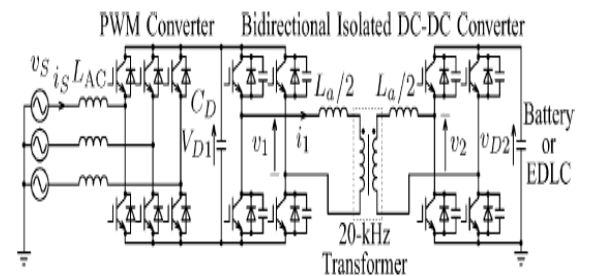 PWM Converter Bidirectional Isolated DC-DC Converter
v_S i_S L_AC
C_D
V_D1
v_1
i_1
L_a/2 L_a/2
v_2
v_D2
Battery
or
EDLC
20-kHz
Transformer